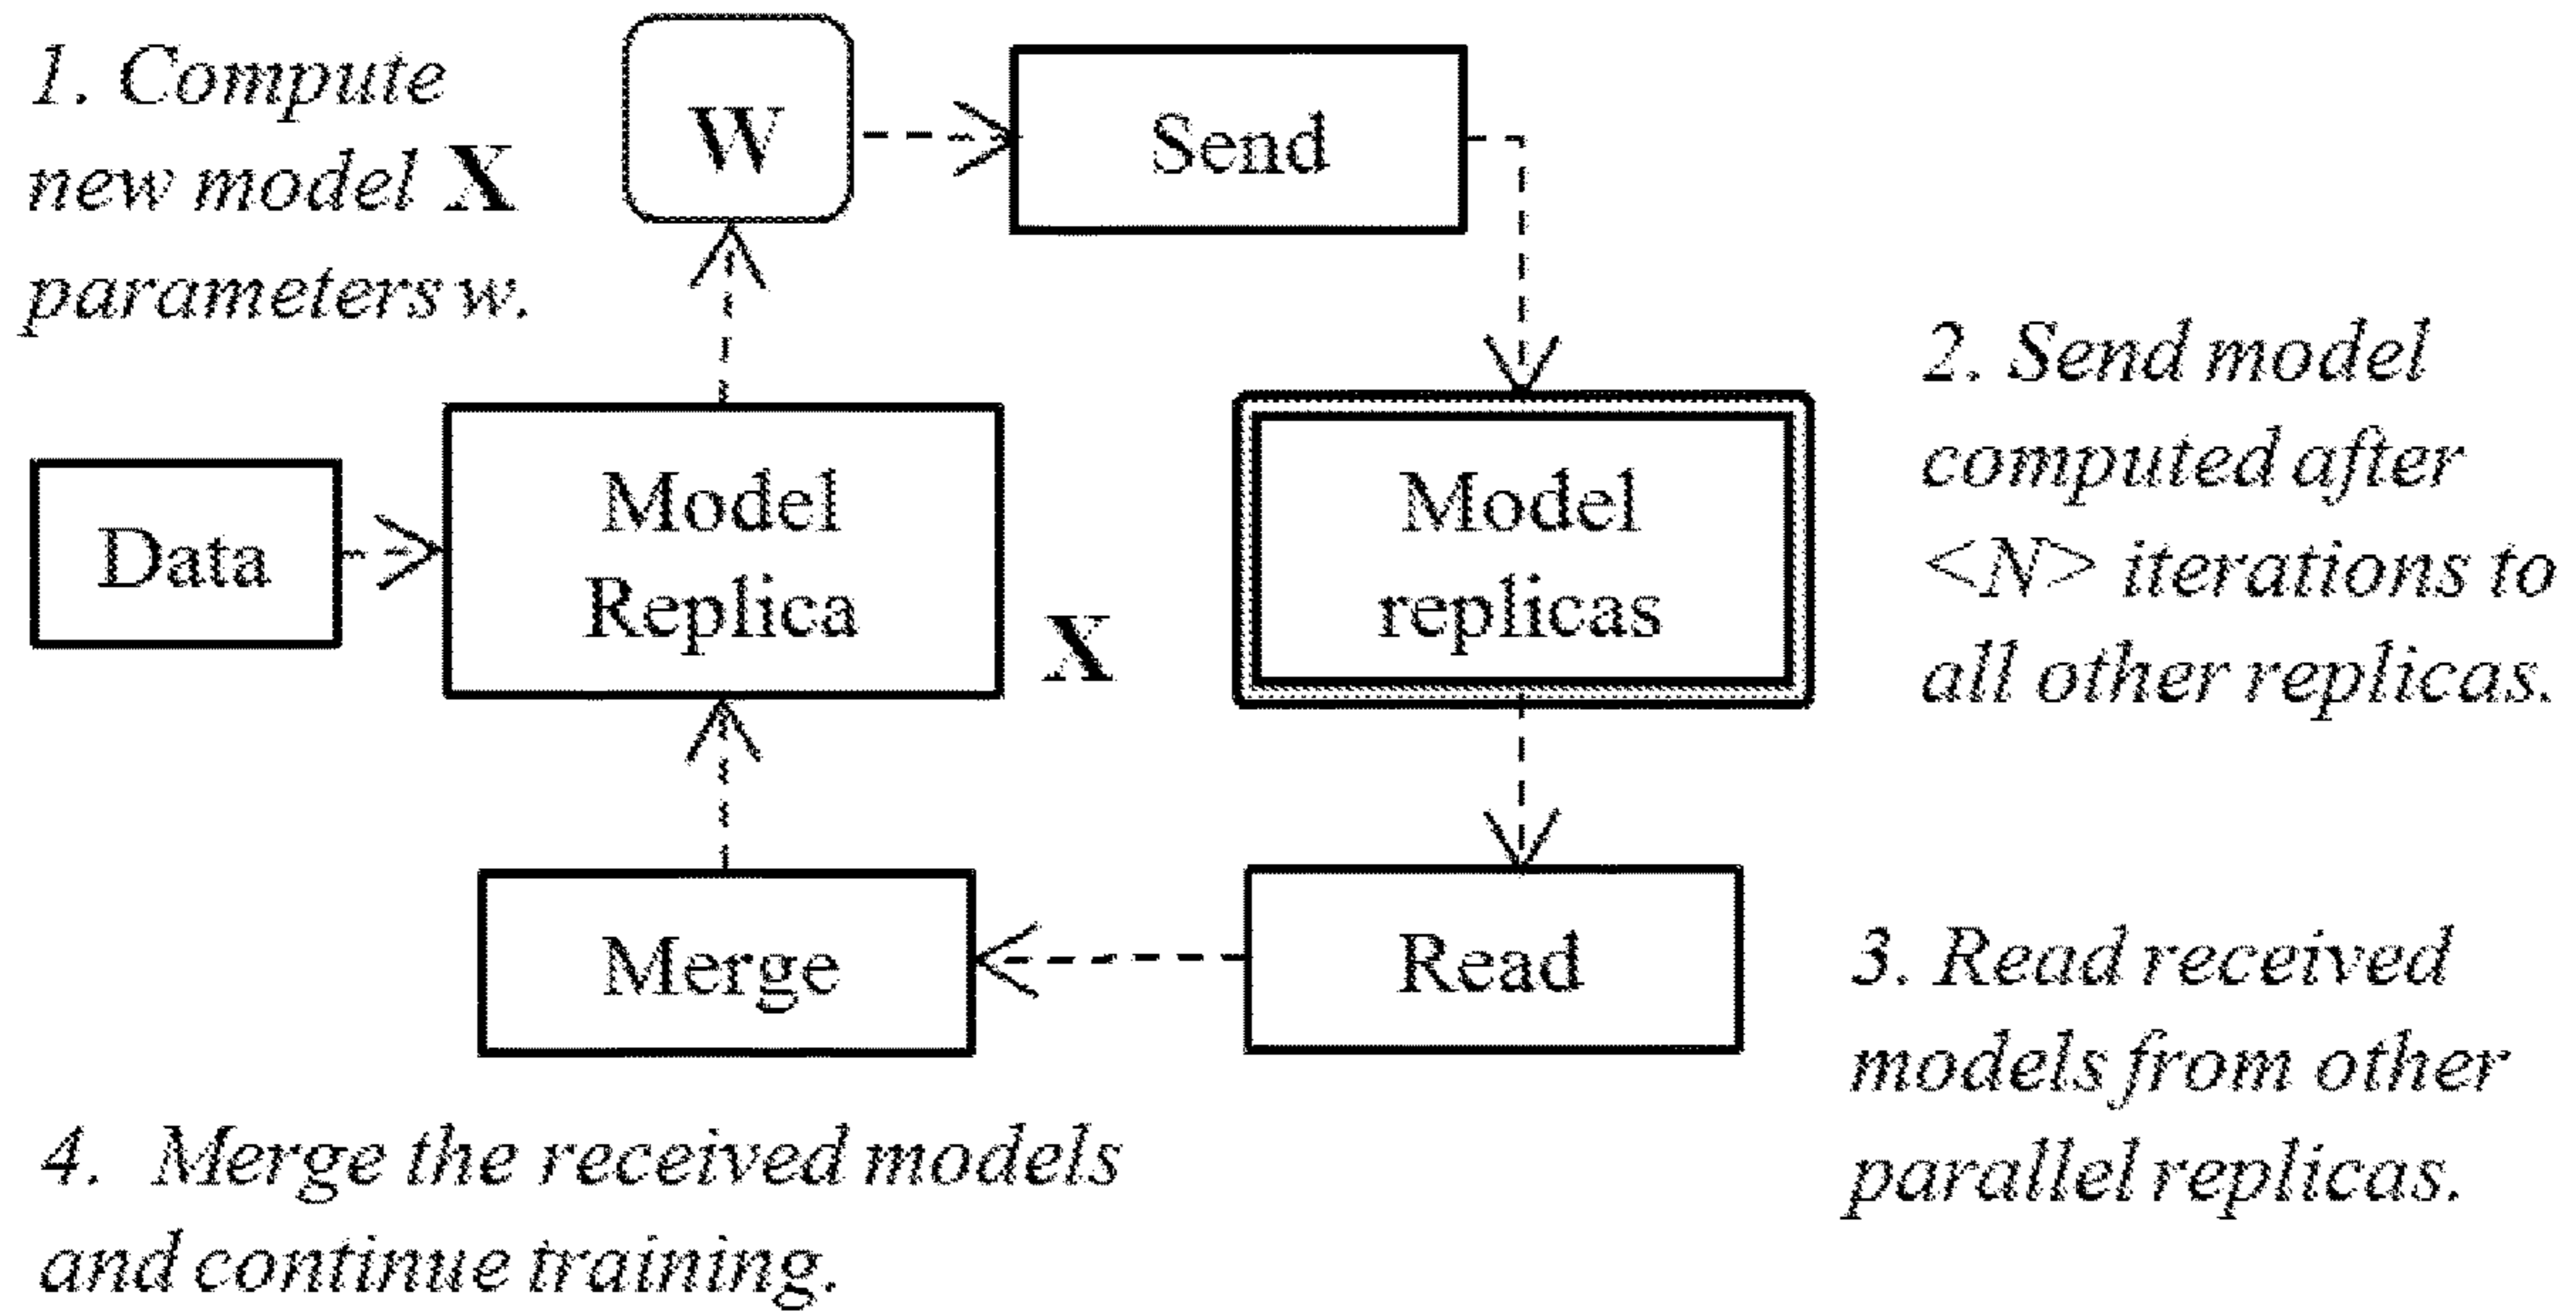 1. Compute
new model X
parameters w.
W
Send
2. Send model
computed after
<N> iterations to
all other replicas.
Data
Model
Replica
X
Model
replicas
Merge
Read
3. Read received
models from other
parallel replicas.
4. Merge the received models
and continue training.